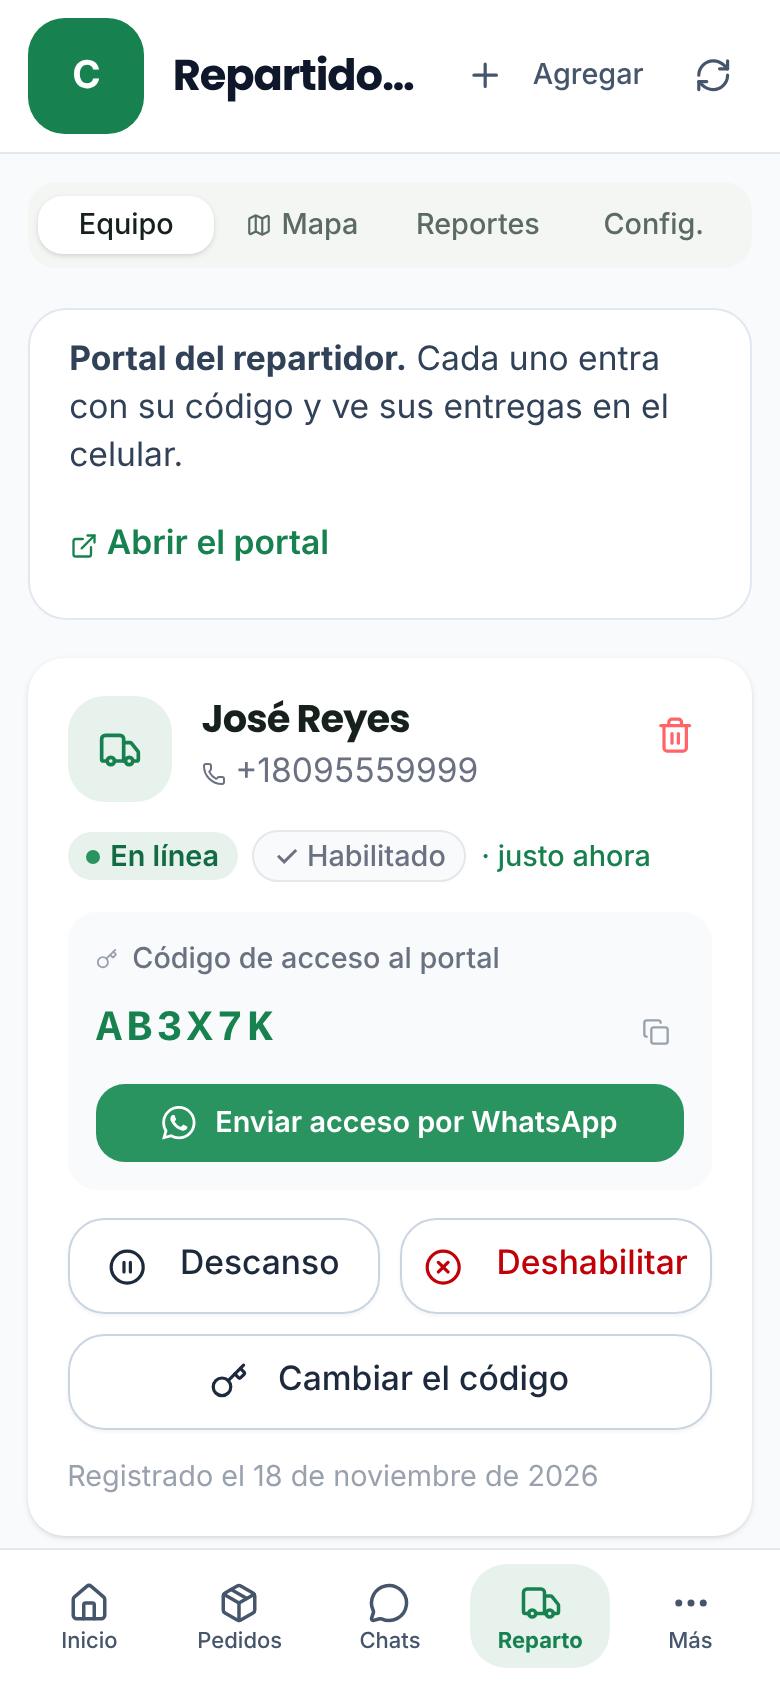 C
Repartido...
Agregar
Equipo
Mapa
Reportes
Config.
Portal del repartidor. Cada uno entra
con su código y ve sus entregas en el
celular.
Abrir el portal
José Reyes
+18095559999
En línea
Habilitado
· justo ahora
Código de acceso al portal
AB3X7K
Enviar acceso por WhatsApp
Descanso
Deshabilitar
Cambiar el código
Registrado el 18 de noviembre de 2026
Inicio
Pedidos
Chats
Reparto
Más